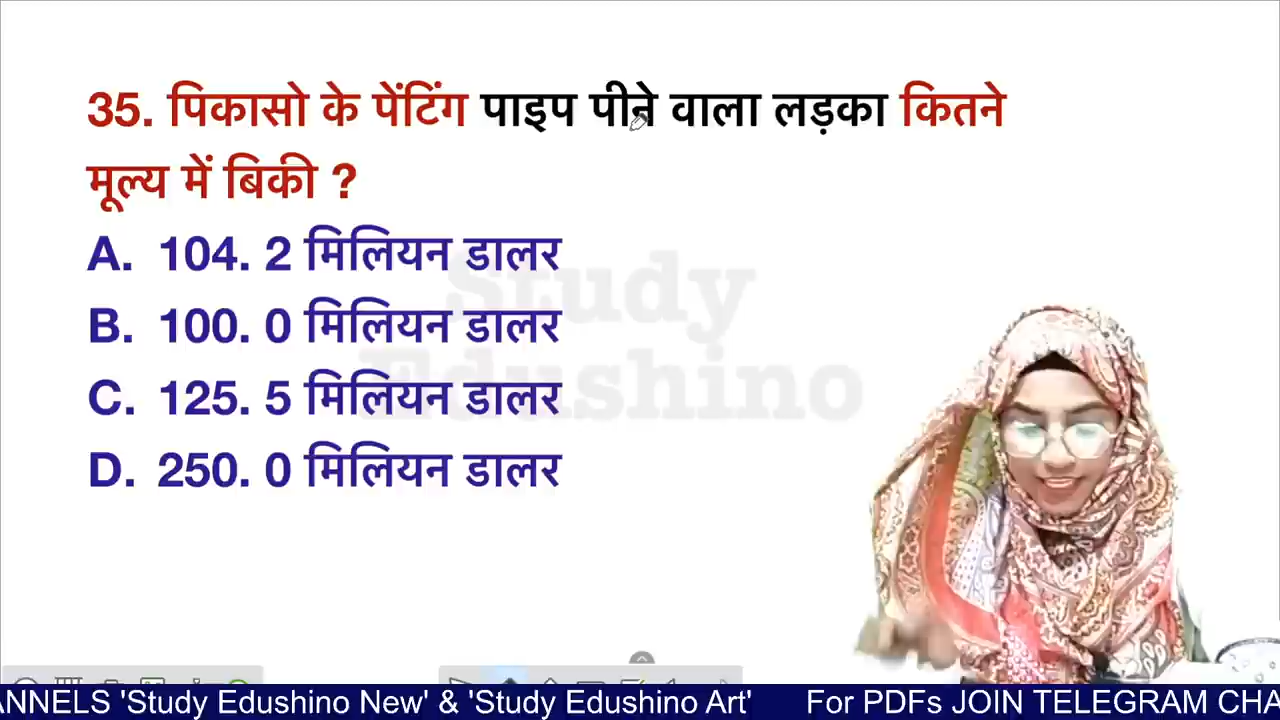 35. पिकासो के पेंटिंग पाइप पीने वाला लड़का कितने
मूल्य में बिकी ?
A. 104. 2 मिलियन डालर
B. 100. 0 मिलियन डालर
C. 125. 5 मिलियन डालर
D. 250. 0 मिलियन डालर
Study
Edushino
ANNELS 'Study Edushino New' & 'Study Edushino Art' For PDFs JOIN TELEGRAM CHA